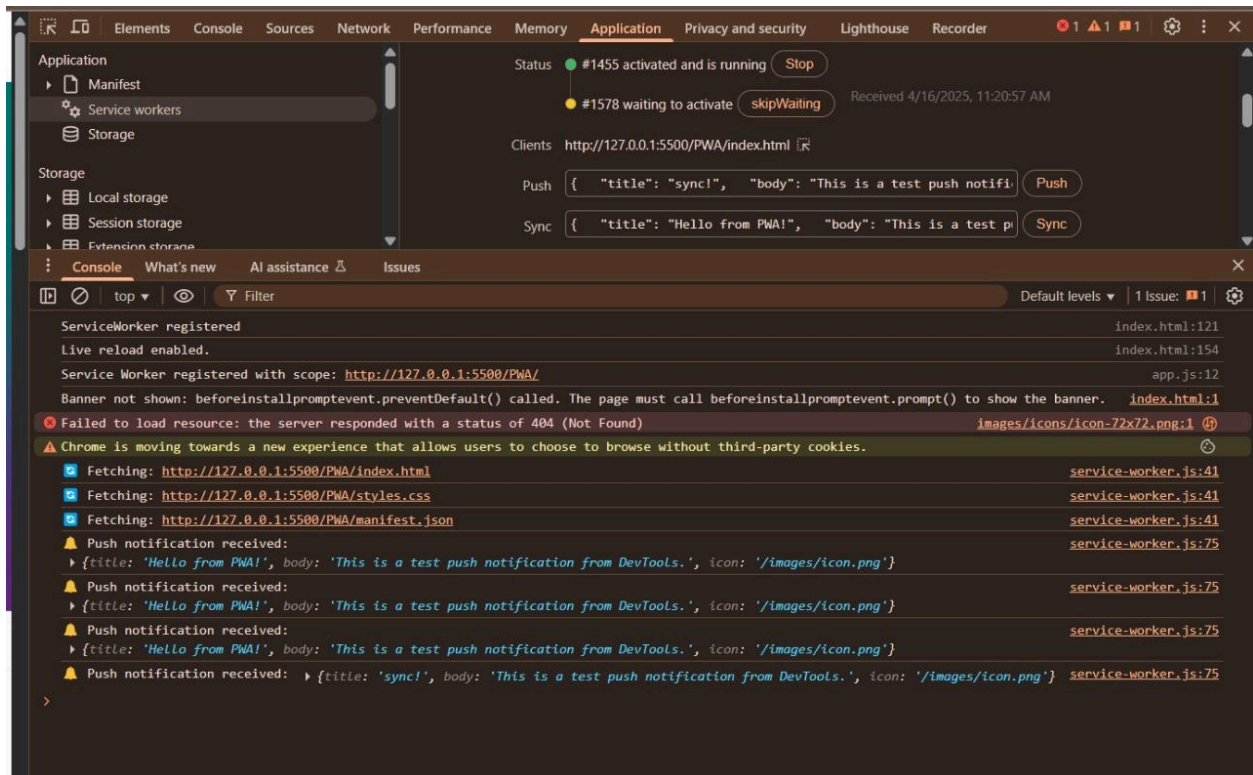 Elements Console Sources Network Performance Memory Application Privacy and security Lighthouse Recorder 1 1 1
Application
Manifest
Service workers
Storage
Storage
Local storage
Session storage
Extension storage
Status #1455 activated and is running Stop
#1578 waiting to activate skipWaiting Received 4/16/2025, 11:20:57 AM
Clients http://127.0.0.1:5500/PWA/index.html
Push { "title": "sync!", "body": "This is a test push notifi Push
Sync { "title": "Hello from PWA!", "body": "This is a test p Sync
Console What's new AI assistance Issues
top Filter Default levels 1 Issue: 1
ServiceWorker registered index.html:121
Live reload enabled. index.html:154
Service Worker registered with scope: http://127.0.0.1:5500/PWA/ app.js:12
Banner not shown: beforeinstallpromptevent.preventDefault() called. The page must call beforeinstallpromptevent.prompt() to show the banner. index.html:1
Failed to load resource: the server responded with a status of 404 (Not Found) images/icons/icon-72x72.png:1
Chrome is moving towards a new experience that allows users to choose to browse without third-party cookies.
Fetching: http://127.0.0.1:5500/PWA/index.html service-worker.js:41
Fetching: http://127.0.0.1:5500/PWA/styles.css service-worker.js:41
Fetching: http://127.0.0.1:5500/PWA/manifest.json service-worker.js:41
Push notification received: service-worker.js:75
{title: 'Hello from PWA!', body: 'This is a test push notification from DevTools.', icon: '/images/icon.png'}
Push notification received: service-worker.js:75
{title: 'Hello from PWA!', body: 'This is a test push notification from DevTools.', icon: '/images/icon.png'}
Push notification received: service-worker.js:75
{title: 'Hello from PWA!', body: 'This is a test push notification from DevTools.', icon: '/images/icon.png'}
Push notification received: {title: 'sync!', body: 'This is a test push notification from DevTools.', icon: '/images/icon.png'} service-worker.js:75